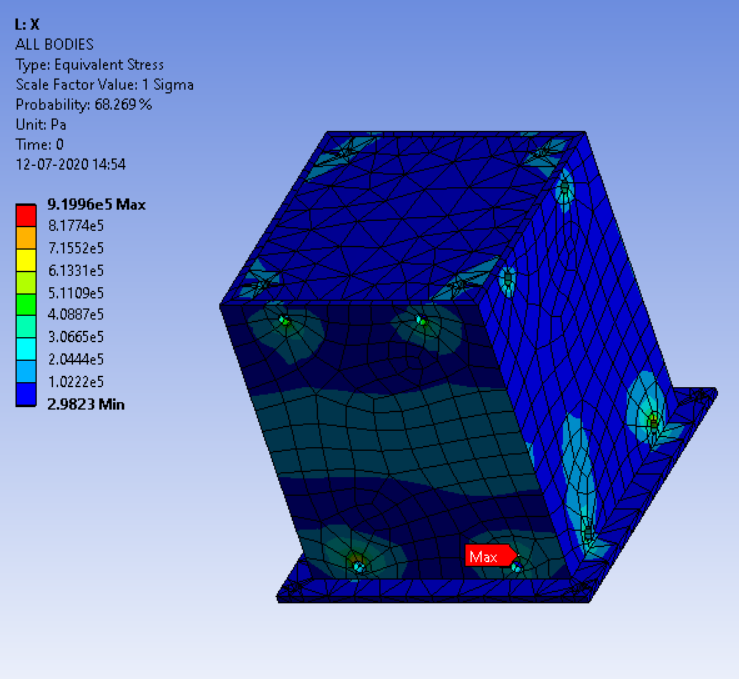 L: X
ALL BODIES
Type: Equivalent Stress
Scale Factor Value: 1 Sigma
Probability: 68.269 %
Unit: Pa
Time: 0
12-07-2020 14:54
9.1996e5 Max
8.1774e5
7.1552e5
6.1331e5
5.1109e5
4.0887e5
3.0665e5
2.0444e5
1.0222e5
2.9823 Min
Max